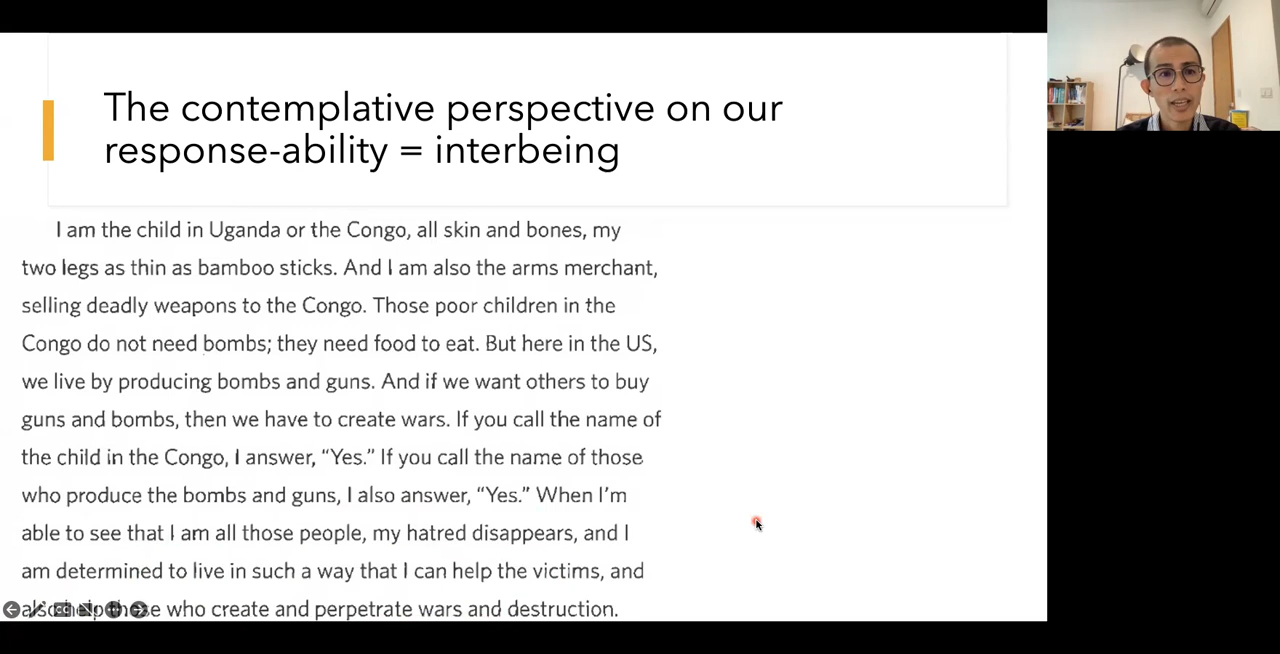 The contemplative perspective on our
response-ability = interbeing
I am the child in Uganda or the Congo, all skin and bones, my
two legs as thin as bamboo sticks. And I am also the arms merchant,
selling deadly weapons to the Congo. Those poor children in the
Congo do not need bombs; they need food to eat. But here in the US,
we live by producing bombs and guns. And if we want others to buy
guns and bombs, then we have to create wars. If you call the name of
the child in the Congo, I answer, “Yes.” If you call the name of those
who produce the bombs and guns, I also answer, “Yes.” When I’m
able to see that I am all those people, my hatred disappears, and I
am determined to live in such a way that I can help the victims, and
also help those who create and perpetrate wars and destruction.